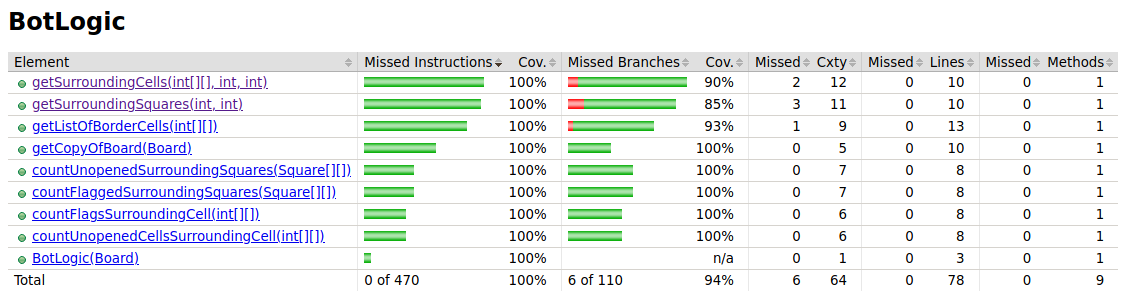 BotLogic
Element Missed Instructions Cov. Missed Branches Cov. Missed Cxty Missed Lines Missed Methods
getSurroundingCells(int[][], int, int) 100% 90% 2 12 0 10 0 1
getSurroundingSquares(int, int) 100% 85% 3 11 0 10 0 1
getListOfBorderCells(int[][]) 100% 93% 1 9 0 13 0 1
getCopyOfBoard(Board) 100% 100% 0 5 0 10 0 1
countUnopenedSurroundingSquares(Square[][]) 100% 100% 0 7 0 8 0 1
countFlaggedSurroundingSquares(Square[][]) 100% 100% 0 7 0 8 0 1
countFlagsSurroundingCell(int[][]) 100% 100% 0 6 0 8 0 1
countUnopenedCellsSurroundingCell(int[][]) 100% 100% 0 6 0 8 0 1
BotLogic(Board) 100% n/a 0 1 0 3 0 1
Total 0 of 470 100% 6 of 110 94% 6 64 0 78 0 9